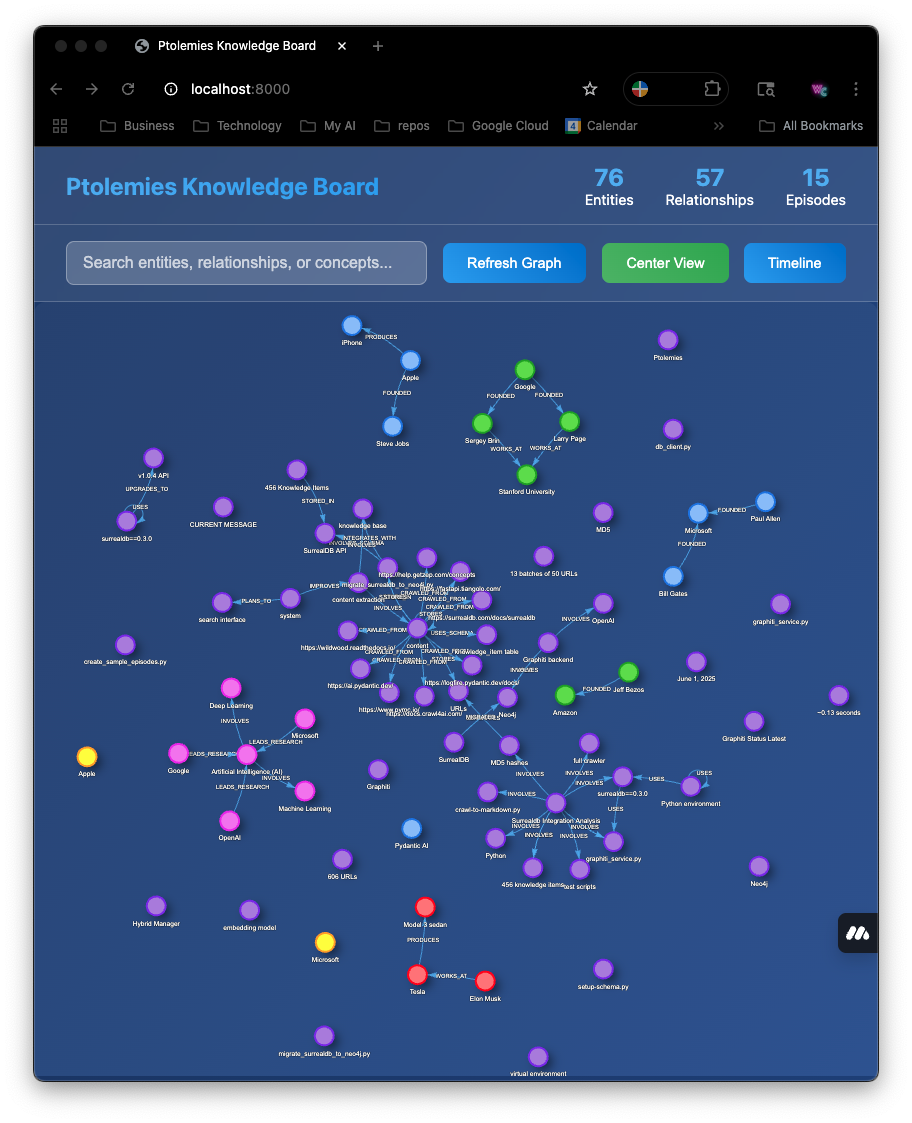 Ptolemies Knowledge Board
localhost:8000
Business
Technology
My AI
repos
Google Cloud
4
Calendar
All Bookmarks
Ptolemies Knowledge Board
76
Entities
57
Relationships
15
Episodes
Search entities, relationships, or concepts...
Refresh Graph
Center View
Timeline
iPhone
PRODUCES
Apple
FOUNDED
Steve Jobs
Google
FOUNDED
FOUNDED
Sergey Brin
Larry Page
WORKS_AT
WORKS_AT
Stanford University
Ptolemies
db_client.py
v1.0.4 API
UPGRADES_TO
USES
surrealdb==0.3.0
CURRENT MESSAGE
456 Knowledge Items
STORED_IN
SurrealDB API
knowledge base
INTEGRATES_WITH
INVOLVES
MD5
Microsoft
FOUNDED
Paul Allen
FOUNDED
Bill Gates
13 batches of 50 URLs
https://help.getzep.com/concepts
migrate_surrealdb_to_neo4j.py
https://fastapi.tiangolo.com/
IMPROVES
content extraction
CRAWLED_FROM
CRAWLED_FROM
STORES
INVOLVES
https://surrealdb.com/docs/surrealdb
PLANS_TO
search interface
system
content
CRAWLED_FROM
USES_SCHEMA
https://wildwood.readthedocs.io/
knowledge_item table
CRAWLED_FROM
CRAWLED_FROM
STORES
https://ai.pydantic.dev/
https://logfire.pydantic.dev/docs/
https://docs.crawl4ai.com/
URLs
Neo4j
INVOLVES
OpenAI
Graphiti backend
INVOLVES
graphiti_service.py
create_sample_episodes.py
June 1, 2025
~0.13 seconds
Graphiti Status Latest
FOUNDED
Jeff Bezos
Amazon
Deep Learning
INVOLVES
Microsoft
LEADS_RESEARCH
Google
LEADS_RESEARCH
Artificial Intelligence (AI)
INVOLVES
LEADS_RESEARCH
Machine Learning
OpenAI
Apple
Graphiti
SurrealDB
MD5 hashes
full crawler
INVOLVES
INVOLVES
INVOLVES
surrealdb==0.3.0
USES
USES
Python environment
crawl-to-markdown.py
INVOLVES
Surrealdb Integration Analysis
USES
INVOLVES
INVOLVES
INVOLVES
INVOLVES
Python
graphiti_service.py
456 knowledge items
test scripts
Pydantic AI
606 URLs
Neo4j
Hybrid Manager
embedding model
Microsoft
Model 3 sedan
PRODUCES
Tesla
WORKS_AT
Elon Musk
setup-schema.py
migrate_surrealdb_to_neo4j.py
virtual environment